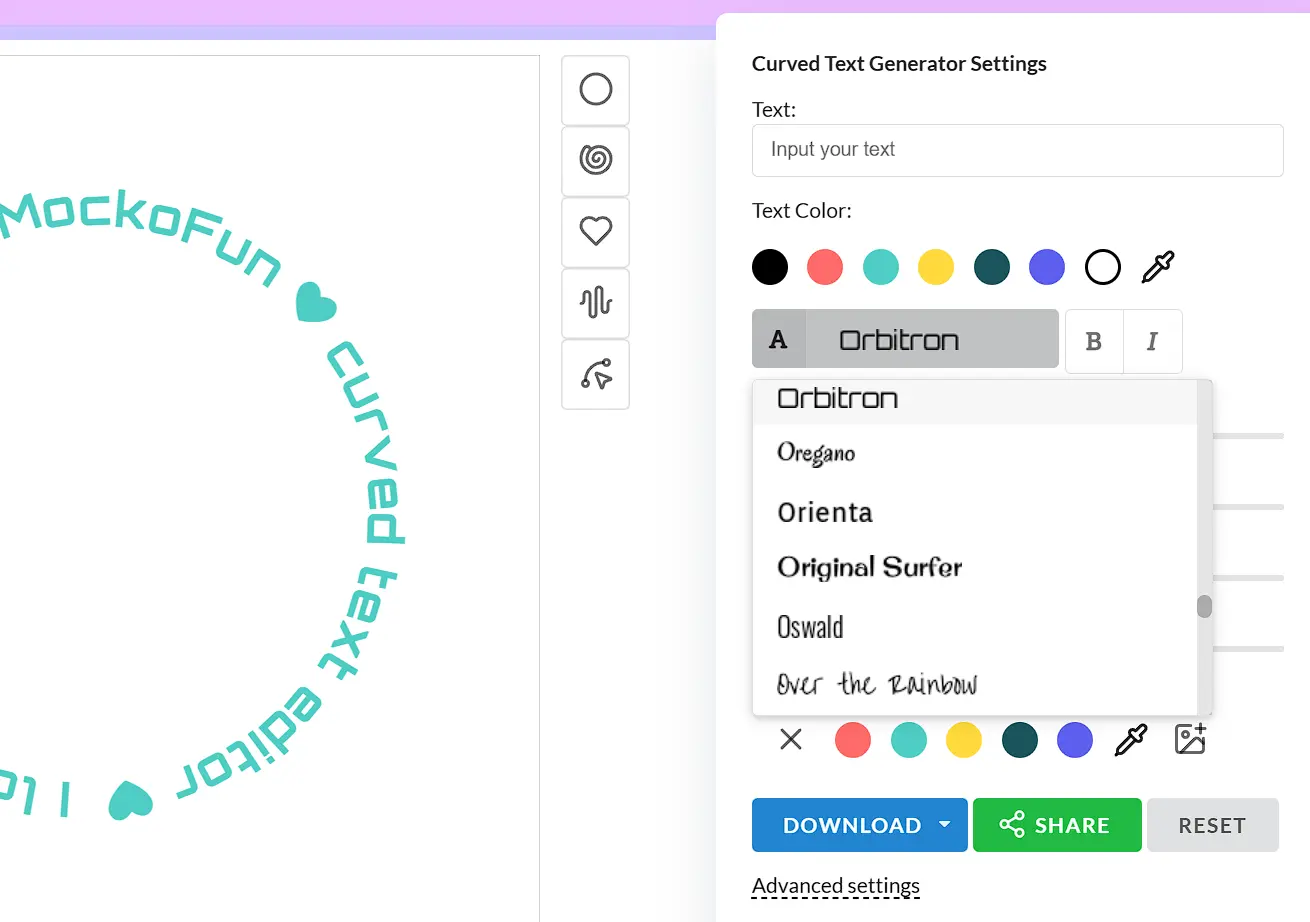 MockoFun ♥ curved text editor ♥ I lo
Curved Text Generator Settings
Text:
Input your text
Text Color:
A Orbitron B I
Orbitron
Oregano
Orienta
Original Surfer
Oswald
Over the Rainbow
DOWNLOAD SHARE RESET
Advanced settings